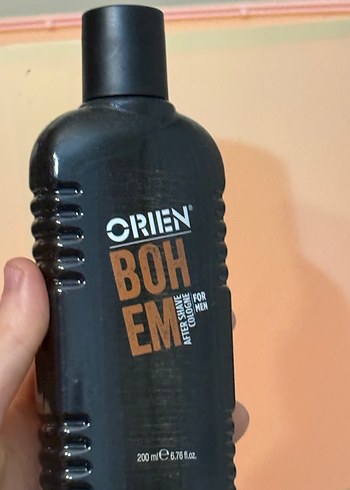 ORIEN®
BOH
EM
AFTER SHAVE
COLOGNE
FOR
MEN
200 ml ℮ 6.76 fl.oz.